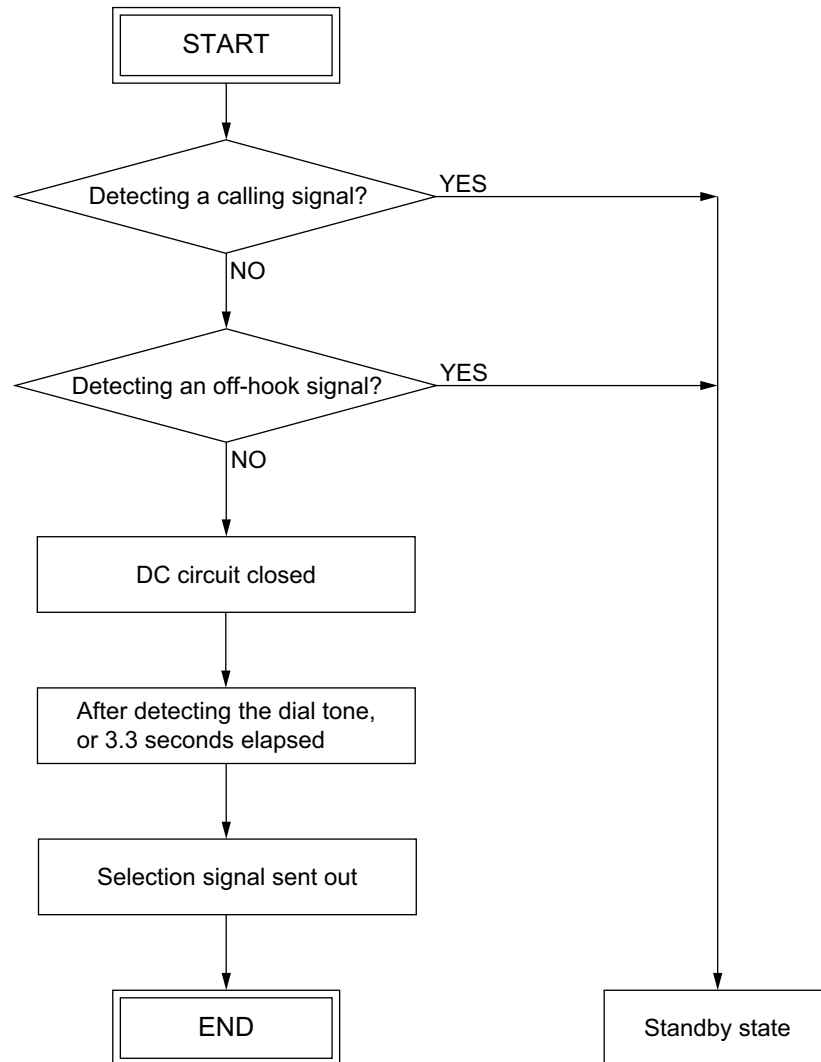 START
Detecting a calling signal?
YES
NO
Detecting an off-hook signal?
YES
NO
DC circuit closed
After detecting the dial tone,
or 3.3 seconds elapsed
Selection signal sent out
END
Standby state